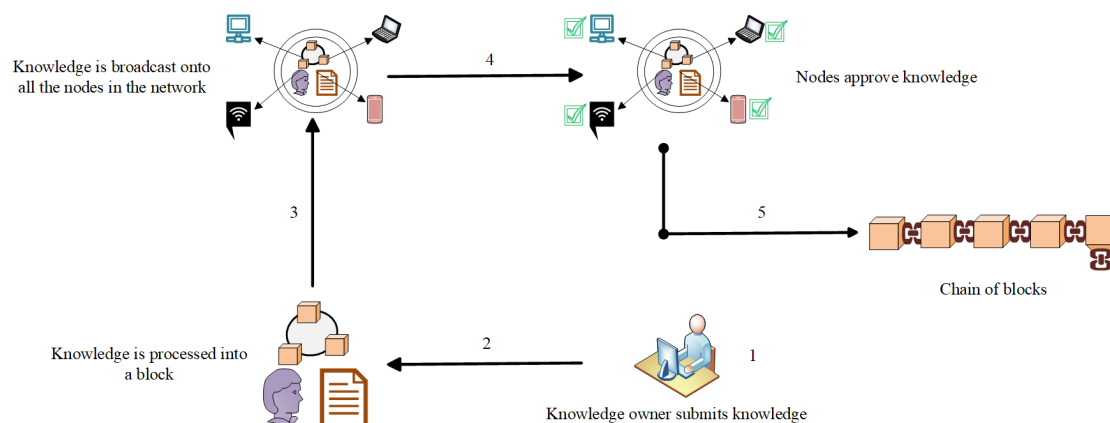 Knowledge is broadcast onto
all the nodes in the network
4
Nodes approve knowledge
3
5
Chain of blocks
Knowledge is processed into
a block
2
1
Knowledge owner submits knowledge